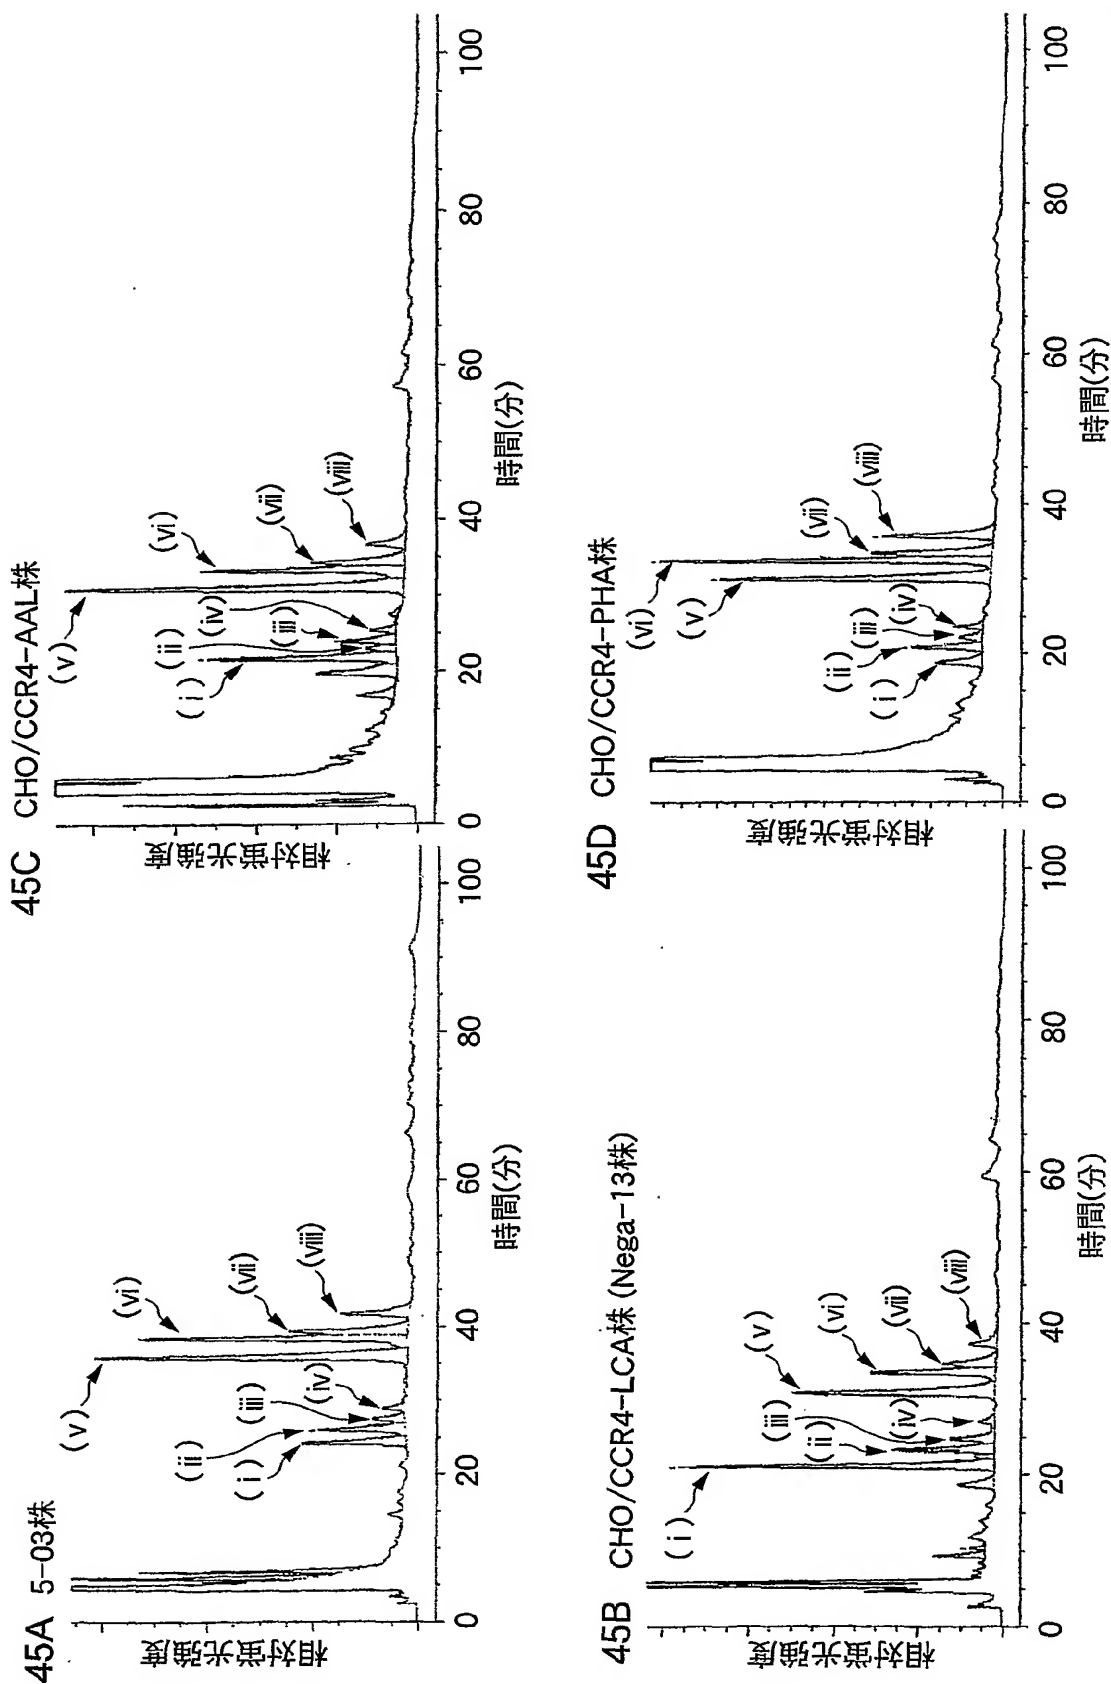 45A 5-03株
相対蛍光強度
(i)
(ii)
(iii)
(iv)
(v)
(vi)
(vii)
(viii)
0 20 40 60 80 100
時間(分)
45B CHO/CCR4-LCA株 (Nega-13株)
相対蛍光強度
(i)
(ii)
(iii)
(iv)
(v)
(vi)
(vii)
(viii)
0 20 40 60 80 100
時間(分)
45C CHO/CCR4-AAL株
相対蛍光強度
(i)
(ii)
(iii)
(iv)
(v)
(vi)
(vii)
(viii)
0 20 40 60 80 100
時間(分)
45D CHO/CCR4-PHA株
相対蛍光強度
(i)
(ii)
(iii)
(iv)
(v)
(vi)
(vii)
(viii)
0 20 40 60 80 100
時間(分)